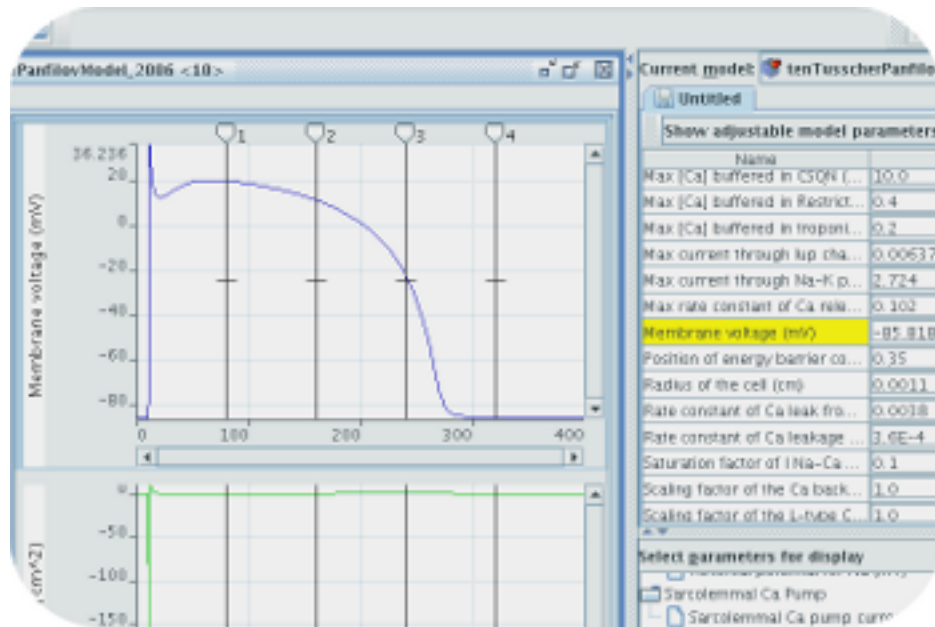 PanfilovModel_2006 <10>
Current model: tenTusscherPanfilo
Untitled
Show adjustable model parameters
Name
Max [Ca] buffered in CSQN (... 10.0
Max [Ca] buffered in Restrict... 0.4
Max [Ca] buffered in troponi... 0.2
Max current through Iup cha... 0.00637
Max current through Na-K p... 2.724
Max rate constant of Ca rele... 0.102
Membrane voltage (mV) -85.818
Position of energy barrier co... 0.35
Radius of the cell (cm) 0.0011
Rate constant of Ca leak fro... 0.0018
Rate constant of Ca leakage ... 3.6E-4
Saturation factor of I Na-Ca ... 0.1
Scaling factor of the Ca back... 1.0
Scaling factor of the L-type C... 1.0
Select parameters for display
Sarcolemmal Ca Pump
Sarcolemmal Ca pump curre
1 2 3 4
Membrane voltage (mV)
36.236
20
0
-20
-40
-60
-80
0 100 200 300 400
cm^2]
0
-50
-100
-150